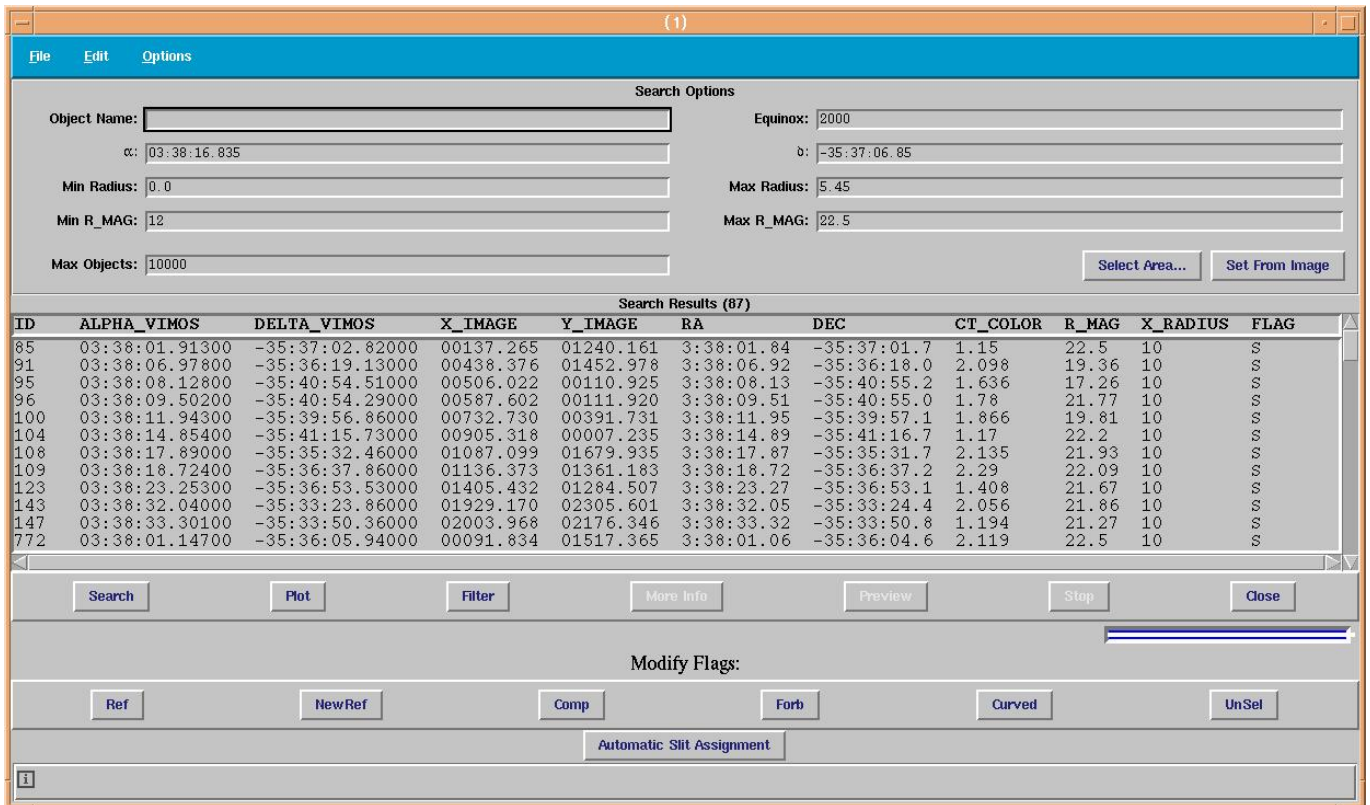 (1)
File Edit Options
Search Options
Object Name: Equinox: 2000
α: 03:38:16.835 δ: -35:37:06.85
Min Radius: 0.0 Max Radius: 5.45
Min R_MAG: 12 Max R_MAG: 22.5
Max Objects: 10000 Select Area... Set From Image
Search Results (87)
ID ALPHA_VIMOS DELTA_VIMOS X_IMAGE Y_IMAGE RA DEC CT_COLOR R_MAG X_RADIUS FLAG
85 03:38:01.91300 -35:37:02.82000 00137.265 01240.161 3:38:01.84 -35:37:01.7 1.15 22.5 10 S
91 03:38:06.97800 -35:36:19.13000 00438.376 01452.978 3:38:06.92 -35:36:18.0 2.098 19.36 10 S
95 03:38:08.12800 -35:40:54.51000 00506.022 00110.925 3:38:08.13 -35:40:55.2 1.636 17.26 10 S
96 03:38:09.50200 -35:40:54.29000 00587.602 00111.920 3:38:09.51 -35:40:55.0 1.78 21.77 10 S
100 03:38:11.94300 -35:39:56.86000 00732.730 00391.731 3:38:11.95 -35:39:57.1 1.866 19.81 10 S
104 03:38:14.85400 -35:41:15.73000 00905.318 00007.235 3:38:14.89 -35:41:16.7 1.17 22.2 10 S
108 03:38:17.89000 -35:35:32.46000 01087.099 01679.935 3:38:17.87 -35:35:31.7 2.135 21.93 10 S
109 03:38:18.72400 -35:36:37.86000 01136.373 01361.183 3:38:18.72 -35:36:37.2 2.29 22.09 10 S
123 03:38:23.25300 -35:36:53.53000 01405.432 01284.507 3:38:23.27 -35:36:53.1 1.408 21.67 10 S
143 03:38:32.04000 -35:33:23.86000 01929.170 02305.601 3:38:32.05 -35:33:24.4 2.056 21.86 10 S
147 03:38:33.30100 -35:33:50.36000 02003.968 02176.346 3:38:33.32 -35:33:50.8 1.194 21.27 10 S
772 03:38:01.14700 -35:36:05.94000 00091.834 01517.365 3:38:01.06 -35:36:04.6 2.119 22.5 10 S
Search Plot Filter More Info Preview Stop Close
Modify Flags:
Ref NewRef Comp Forb Curved UnSel
Automatic Slit Assignment
i